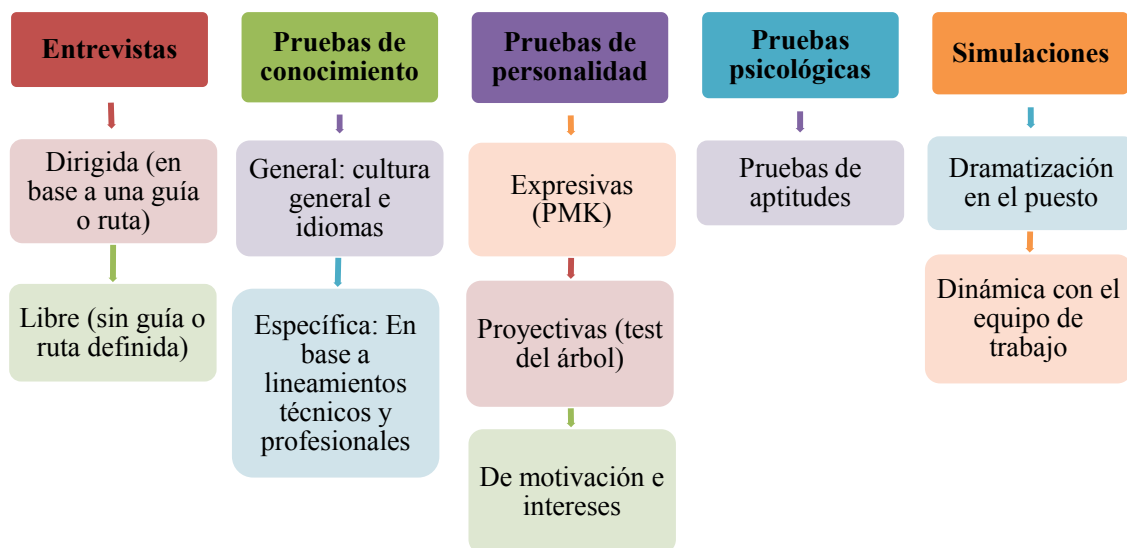 Entrevistas
Dirigida (en
base a una guía
o ruta)
Libre (sin guía o
ruta definida)
Pruebas de
conocimiento
General: cultura
general e
idiomas
Específica: En
base a
lineamientos
técnicos y
profesionales
Pruebas de
personalidad
Expresivas
(PMK)
Proyectivas (test
del árbol)
De motivación e
intereses
Pruebas
psicológicas
Pruebas de
aptitudes
Simulaciones
Dramatización
en el puesto
Dinámica con el
equipo de
trabajo